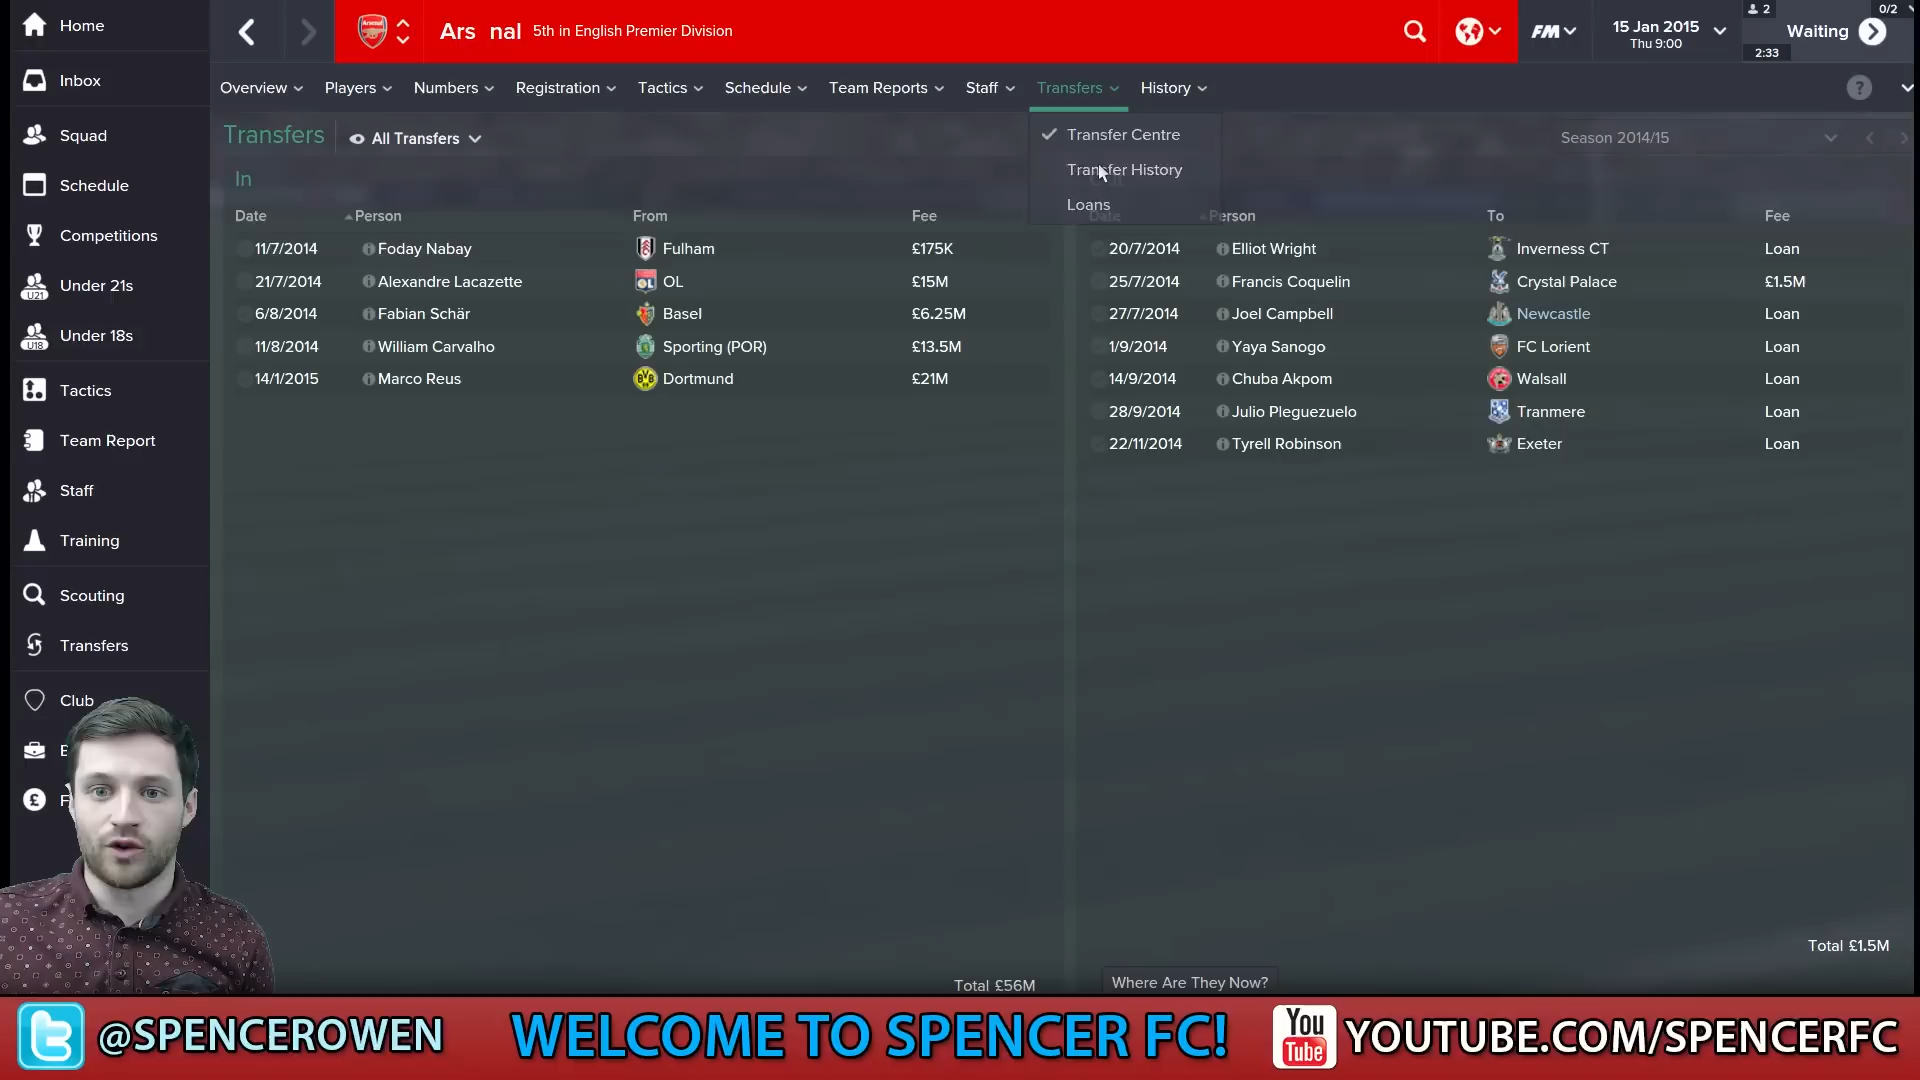 Home
Inbox
Squad
Schedule
Competitions
Under 21s
U21
Under 18s
U18
Tactics
Team Report
Staff
Training
Scouting
Transfers
Club
Ars nal 5th in English Premier Division
FM
15 Jan 2015
Thu 9:00
2
0/2
Waiting
2:33
Overview Players Numbers Registration Tactics Schedule Team Reports Staff Transfers History ?
Transfers All Transfers
Transfer Centre
Transfer History
Loans
Season 2014/15
In
Date Person From Fee
11/7/2014 Foday Nabay Fulham £175K
21/7/2014 Alexandre Lacazette OL £15M
6/8/2014 Fabian Schär Basel £6.25M
11/8/2014 William Carvalho Sporting (POR) £13.5M
14/1/2015 Marco Reus Dortmund £21M
Total £56M
Date Person To Fee
20/7/2014 Elliot Wright Inverness CT Loan
25/7/2014 Francis Coquelin Crystal Palace £1.5M
27/7/2014 Joel Campbell Newcastle Loan
1/9/2014 Yaya Sanogo FC Lorient Loan
14/9/2014 Chuba Akpom Walsall Loan
28/9/2014 Julio Pleguezuelo Tranmere Loan
22/11/2014 Tyrell Robinson Exeter Loan
Total £1.5M
Where Are They Now?
@SPENCEROWEN
WELCOME TO SPENCER FC!
You Tube
YOUTUBE.COM/SPENCERFC